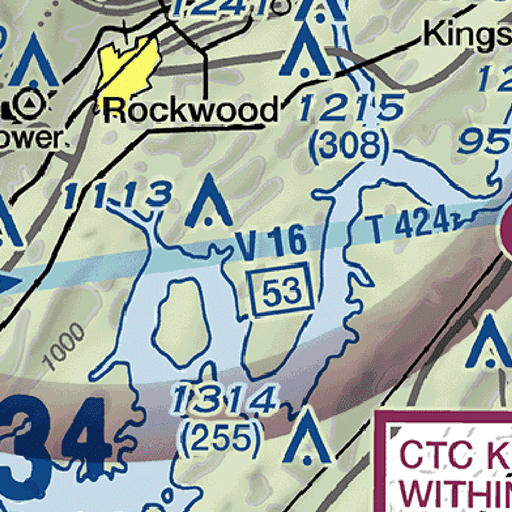 1241
Kings
Rockwood
ower
1215
(308)
12
95
1113
V 16
T 424
53
1000
1314
(255)
34
CTC K
WITHIN